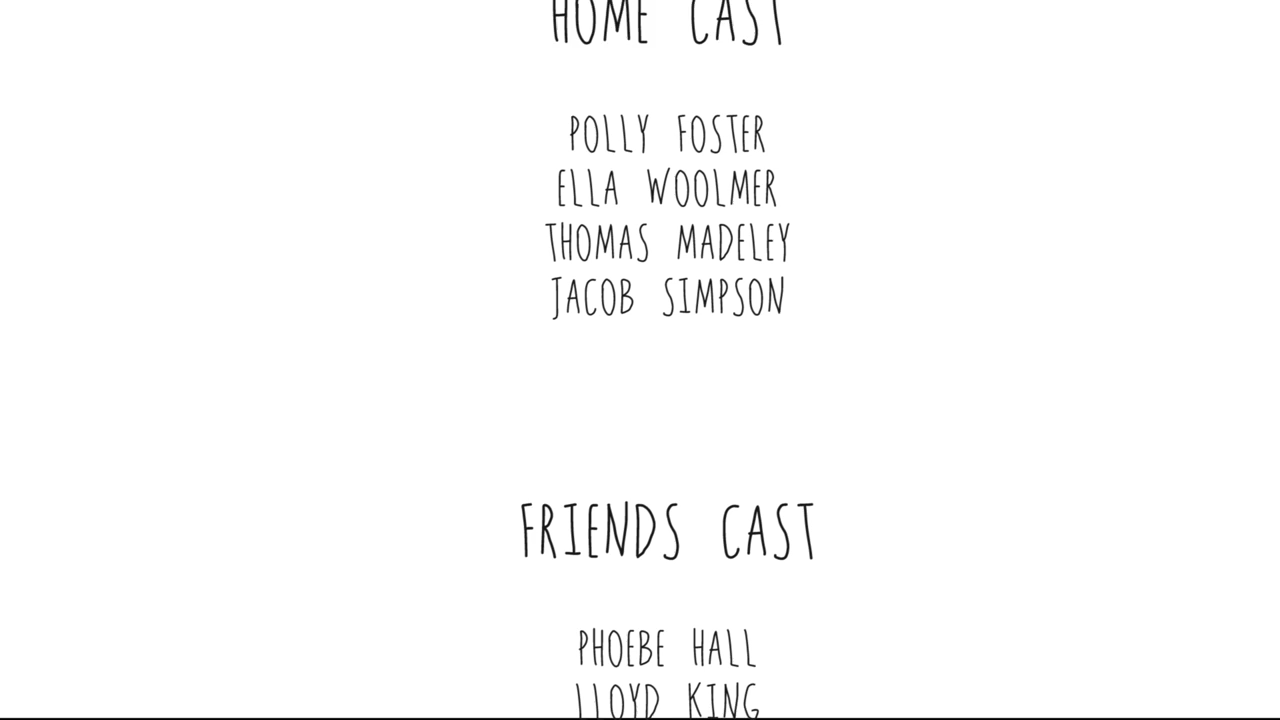 HOME CAST
POLLY FOSTER
ELLA WOOLMER
THOMAS MADELEY
JACOB SIMPSON
FRIENDS CAST
PHOEBE HALL
LLOYD KING